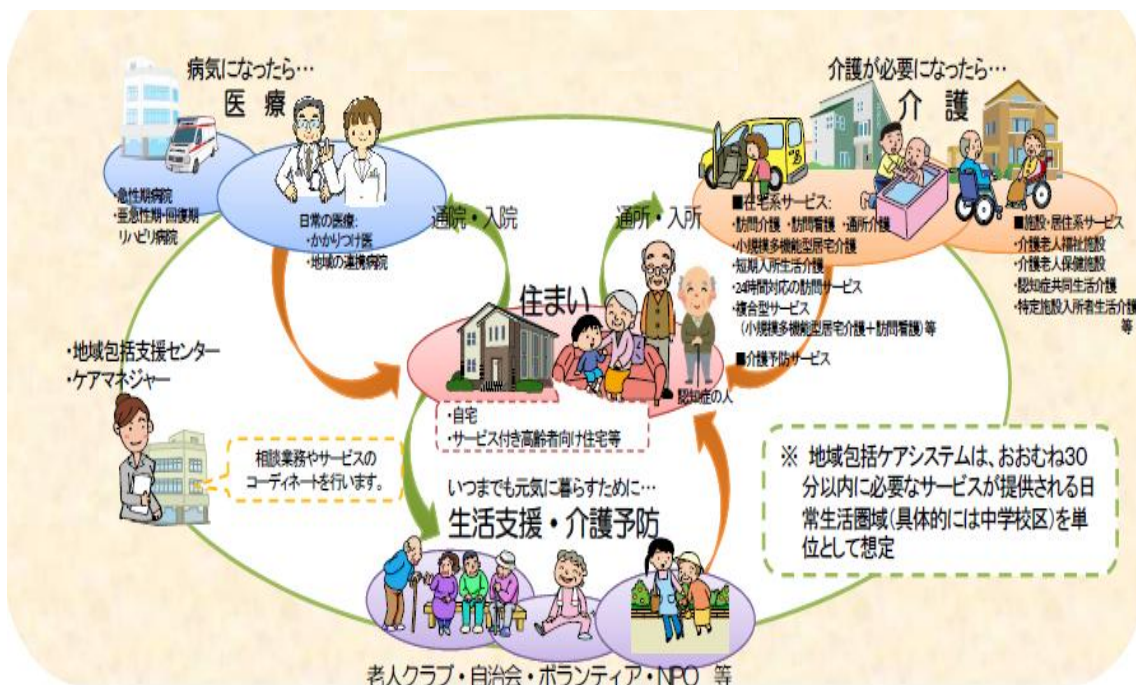 病気になったら…
医 療
・急性期病院
・亜急性期・回復期
リハビリ病院
日常の医療:
・かかりつけ医
・地域の連携病院
通院・入院
通所・入所
介護が必要になったら…
介 護
■在宅系サービス:
・訪問介護 ・訪問看護 ・通所介護
・小規模多機能型居宅介護
・短期入所生活介護
・24時間対応の訪問サービス
・複合型サービス
(小規模多機能型居宅介護+訪問看護)等
■介護予防サービス
■施設・居住系サービス
・介護老人福祉施設
・介護老人保健施設
・認知症共同生活介護
・特定施設入所者生活介護
等
住まい
認知症の人
・自宅
・サービス付き高齢者向け住宅等
・地域包括支援センター
・ケアマネジャー
相談業務やサービスの
コーディネートを行います。
いつまでも元気に暮らすために…
生活支援・介護予防
老人クラブ・自治会・ボランティア・NPO 等
※ 地域包括ケアシステムは、おおむね30
分以内に必要なサービスが提供される日
常生活圏域(具体的には中学校区)を単
位として想定